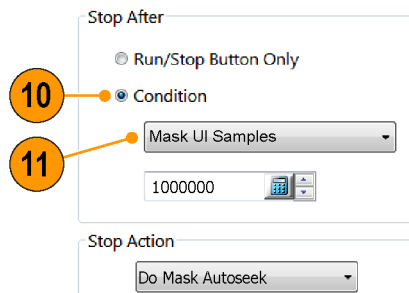 Stop After
Run/Stop Button Only
10
Condition
Mask UI Samples
11
1000000
Stop Action
Do Mask Autoseek